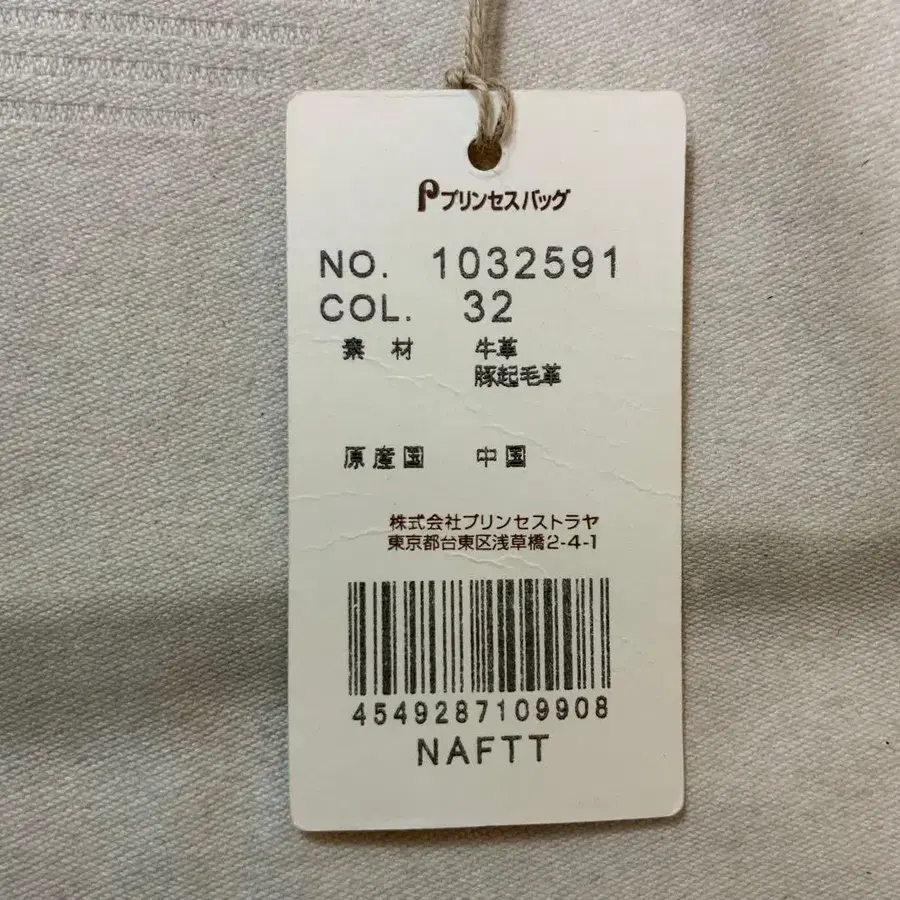 プリンセスバッグ
NO. 1032591
COL. 32
素 材 牛革
豚起毛革
原産国 中国
株式会社プリンセストラヤ
東京都台東区浅草橋2-4-1
4549287109908
NAFTT